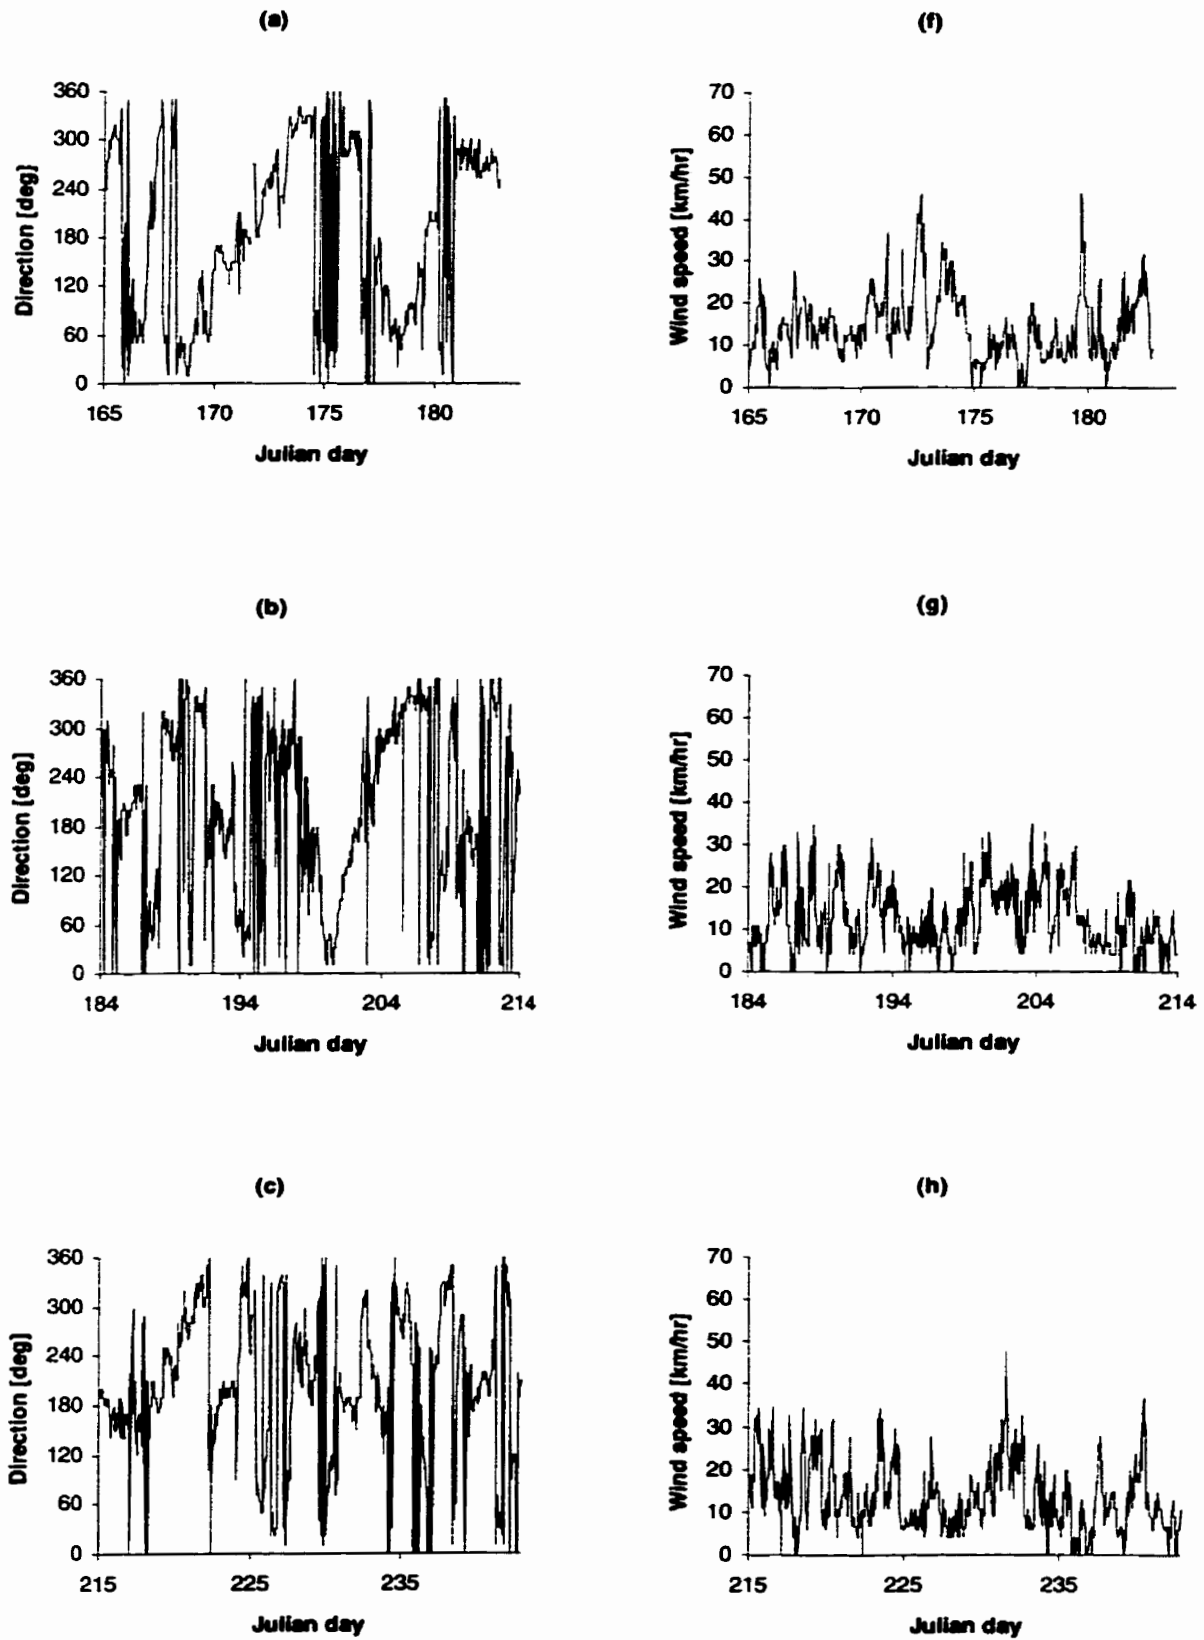 (a)
360
300
240
180
120
60
0
Direction [deg]
165 170 175 180
Julian day
(f)
70
60
50
40
30
20
10
0
Wind speed [km/hr]
165 170 175 180
Julian day
(b)
360
300
240
180
120
60
0
Direction [deg]
184 194 204 214
Julian day
(g)
70
60
50
40
30
20
10
0
Wind speed [km/hr]
184 194 204 214
Julian day
(c)
360
300
240
180
120
60
0
Direction [deg]
215 225 235
Julian day
(h)
70
60
50
40
30
20
10
0
Wind speed [km/hr]
215 225 235
Julian day